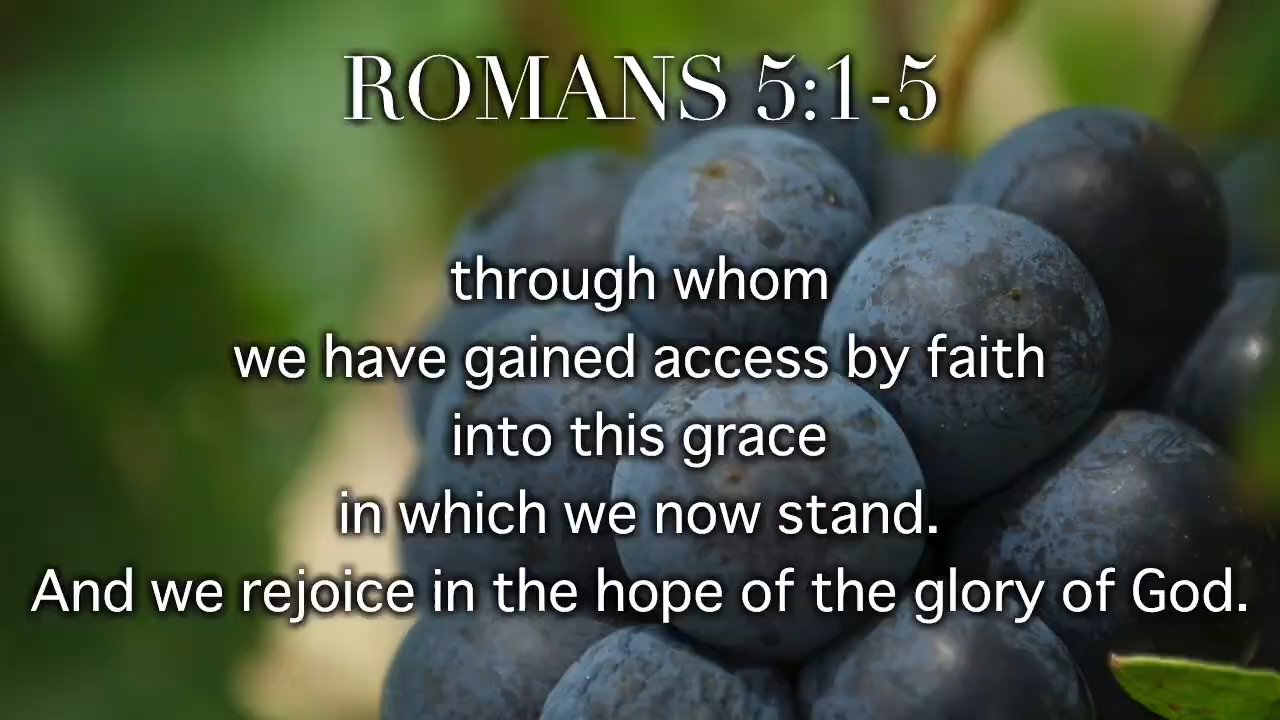 ROMANS 5:1-5
through whom
we have gained access by faith
into this grace
in which we now stand.
And we rejoice in the hope of the glory of God.